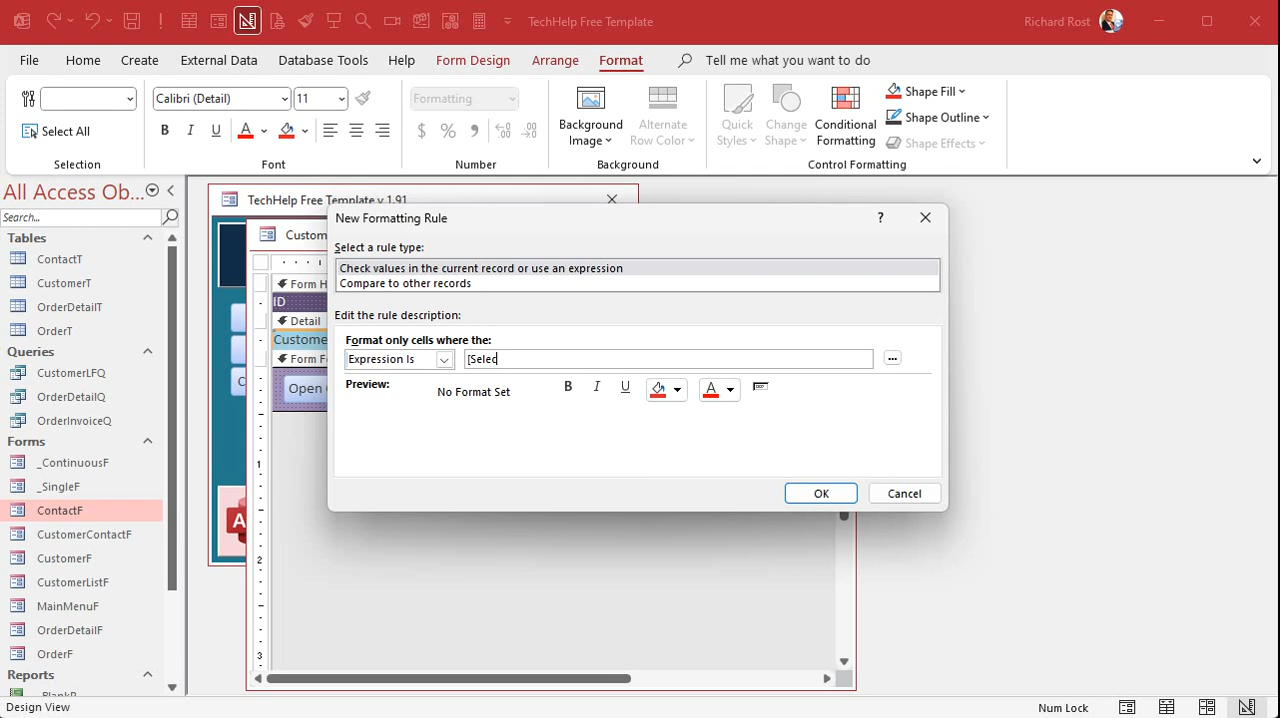 TechHelp Free Template
Richard Rost
File Home Create External Data Database Tools Help Form Design Arrange Format Tell me what you want to do
Select All
Selection
Calibri (Detail) 11
B I U A
Font
Formatting
$ % 9 .00
Number
Background Image
Alternate Row Color
Background
Quick Styles
Change Shape
Conditional Formatting
Shape Fill
Shape Outline
Shape Effects
Control Formatting
All Access Ob...
Search...
Tables
ContactT
CustomerT
OrderDetailT
OrderT
Queries
CustomerLFQ
OrderDetailQ
OrderInvoiceQ
Forms
_ContinuousF
_SingleF
ContactF
CustomerContactF
CustomerF
CustomerListF
MainMenuF
OrderDetailF
OrderF
Reports
_BlankR
TechHelp Free Template v 1.91
Custom
Form H
ID
Detail
Custome
Form F
Open
1
2
3
New Formatting Rule
?
Select a rule type:
Check values in the current record or use an expression
Compare to other records
Edit the rule description:
Format only cells where the:
Expression Is [Selec ...
Preview: No Format Set B I U A
OK Cancel
Design View
Num Lock